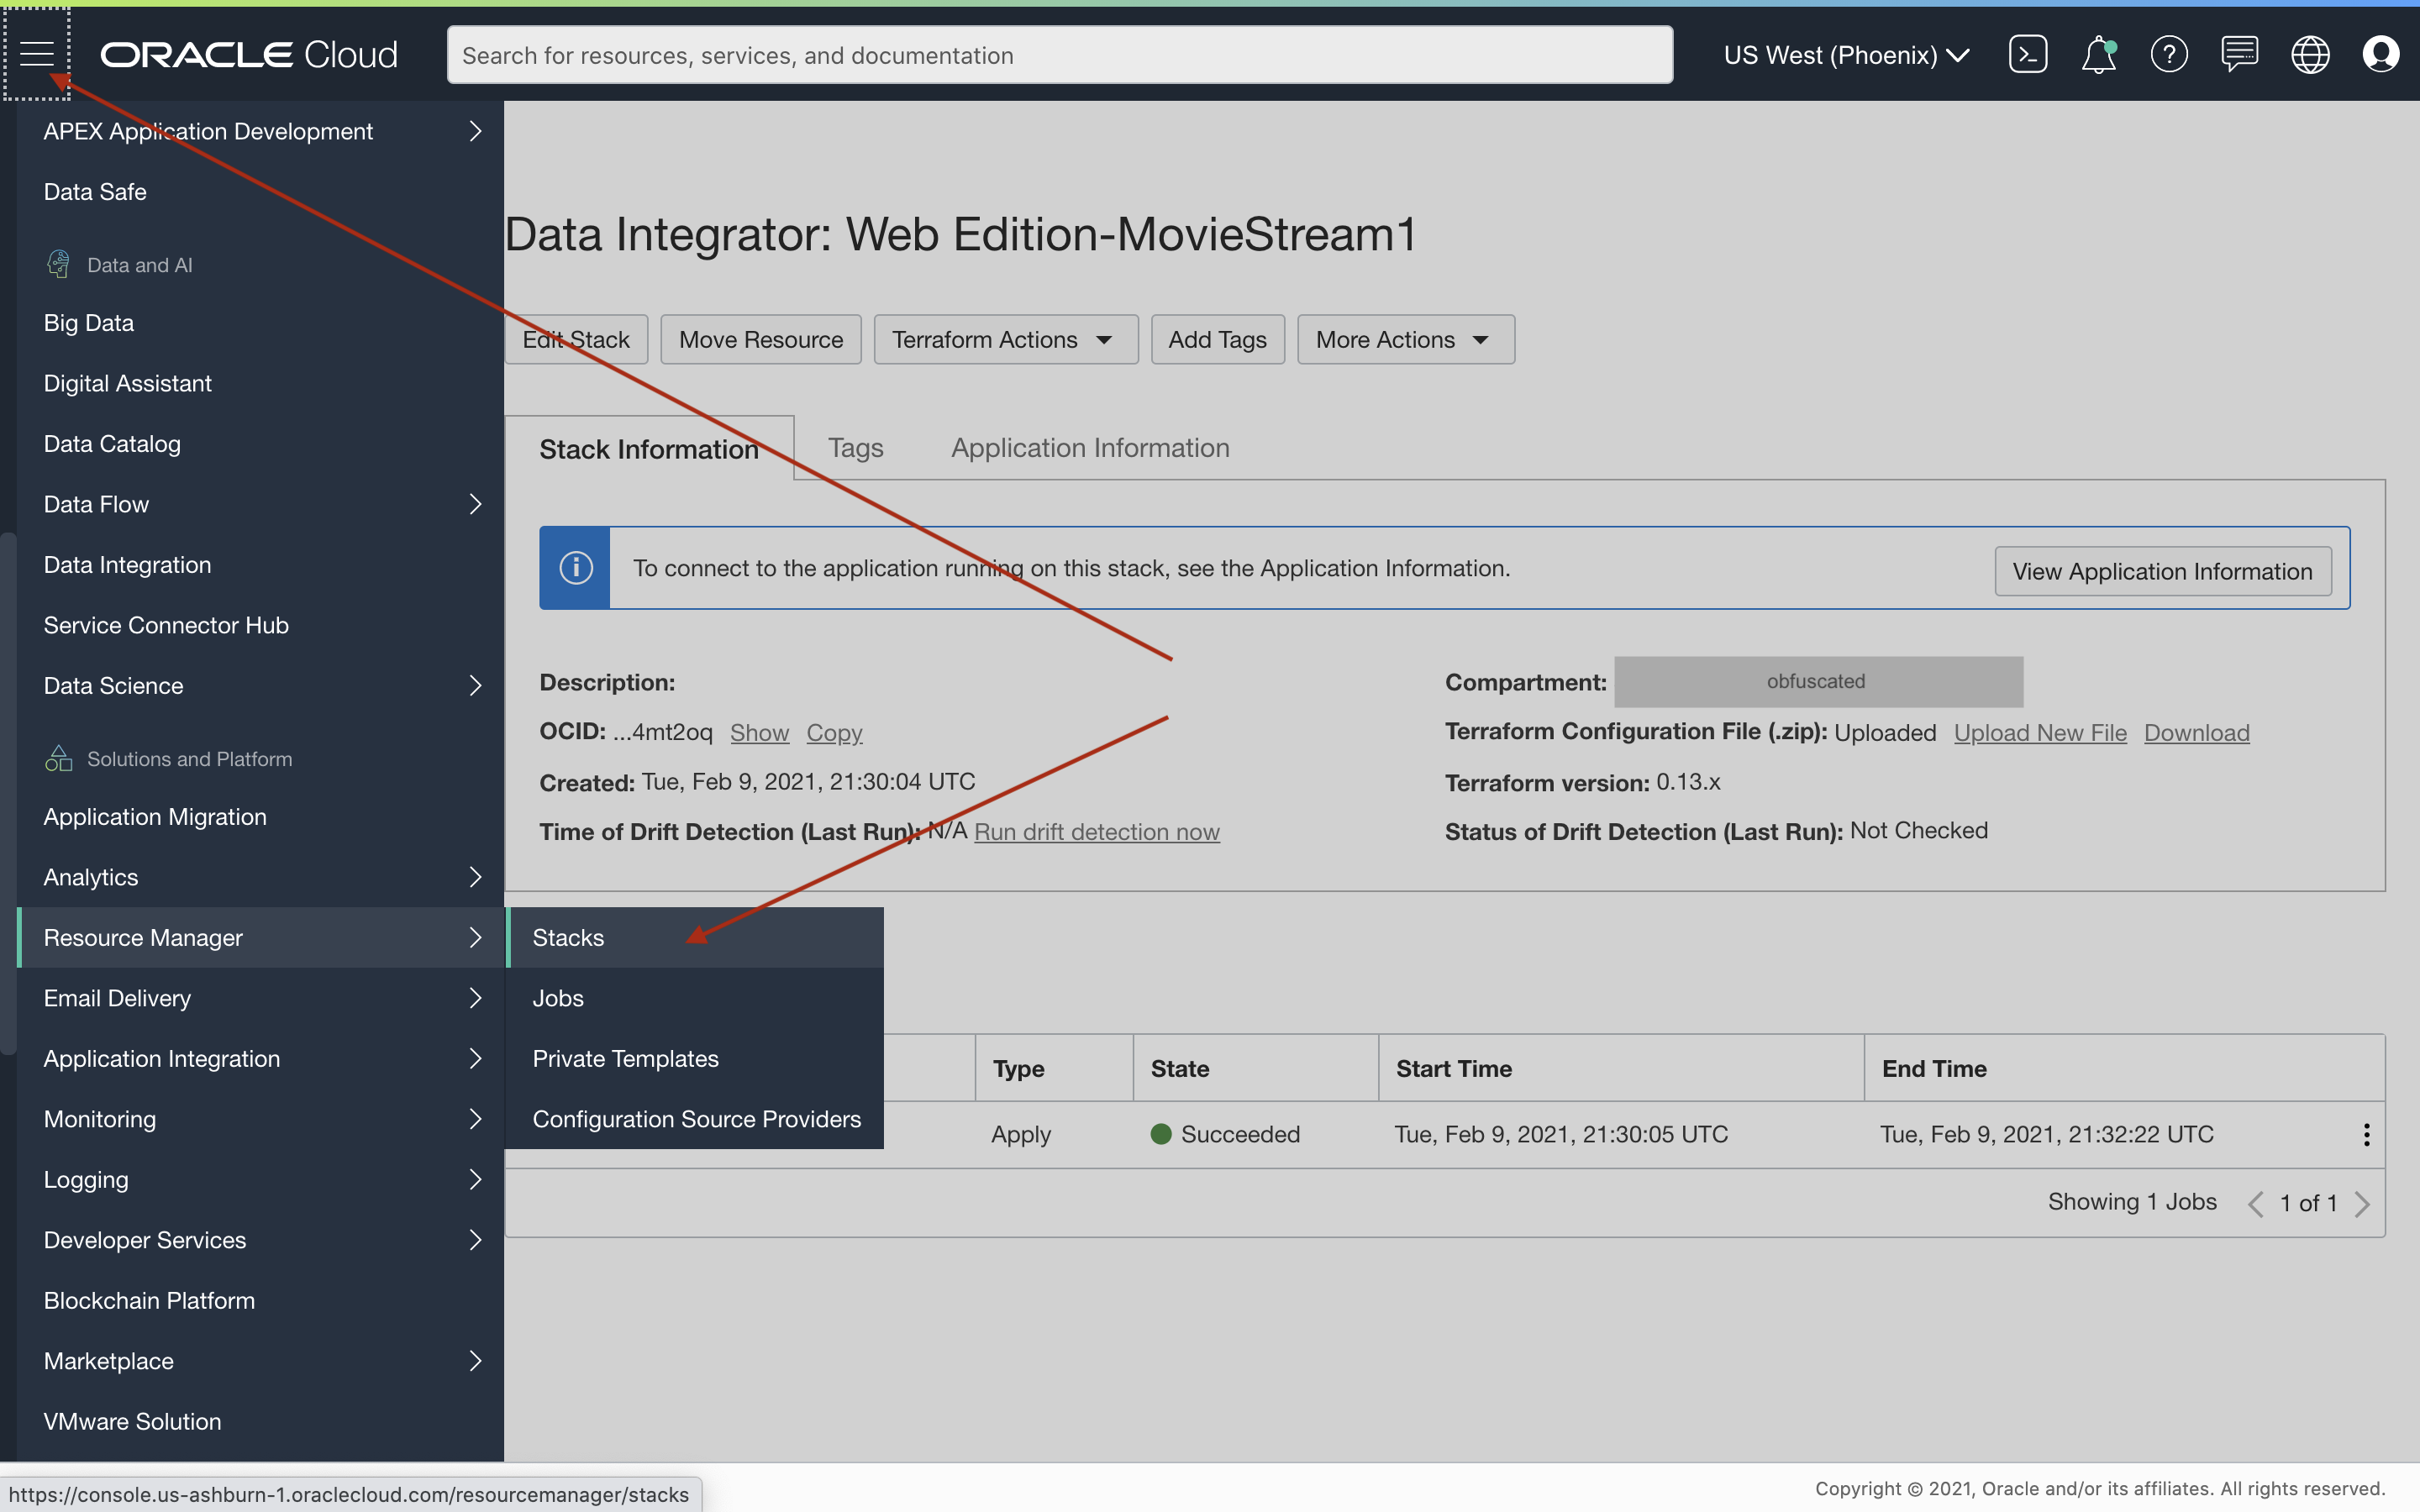 ORACLE Cloud
Search for resources, services, and documentation
US West (Phoenix)
APEX Application Development
Data Safe
Data and AI
Big Data
Digital Assistant
Data Catalog
Data Flow
Data Integration
Service Connector Hub
Data Science
Solutions and Platform
Application Migration
Analytics
Resource Manager
Email Delivery
Application Integration
Monitoring
Logging
Developer Services
Blockchain Platform
Marketplace
VMware Solution
Stacks
Jobs
Private Templates
Configuration Source Providers
Data Integrator: Web Edition-MovieStream1
Edit Stack Move Resource Terraform Actions Add Tags More Actions
Stack Information Tags Application Information
To connect to the application running on this stack, see the Application Information. View Application Information
Description:
OCID: ...4mt2oq Show Copy
Created: Tue, Feb 9, 2021, 21:30:04 UTC
Time of Drift Detection (Last Run): N/A Run drift detection now
Compartment: obfuscated
Terraform Configuration File (.zip): Uploaded Upload New File Download
Terraform version: 0.13.x
Status of Drift Detection (Last Run): Not Checked
Type State Start Time End Time
Apply Succeeded Tue, Feb 9, 2021, 21:30:05 UTC Tue, Feb 9, 2021, 21:32:22 UTC
Showing 1 Jobs 1 of 1
https://console.us-ashburn-1.oraclecloud.com/resourcemanager/stacks
Copyright © 2021, Oracle and/or its affiliates. All rights reserved.